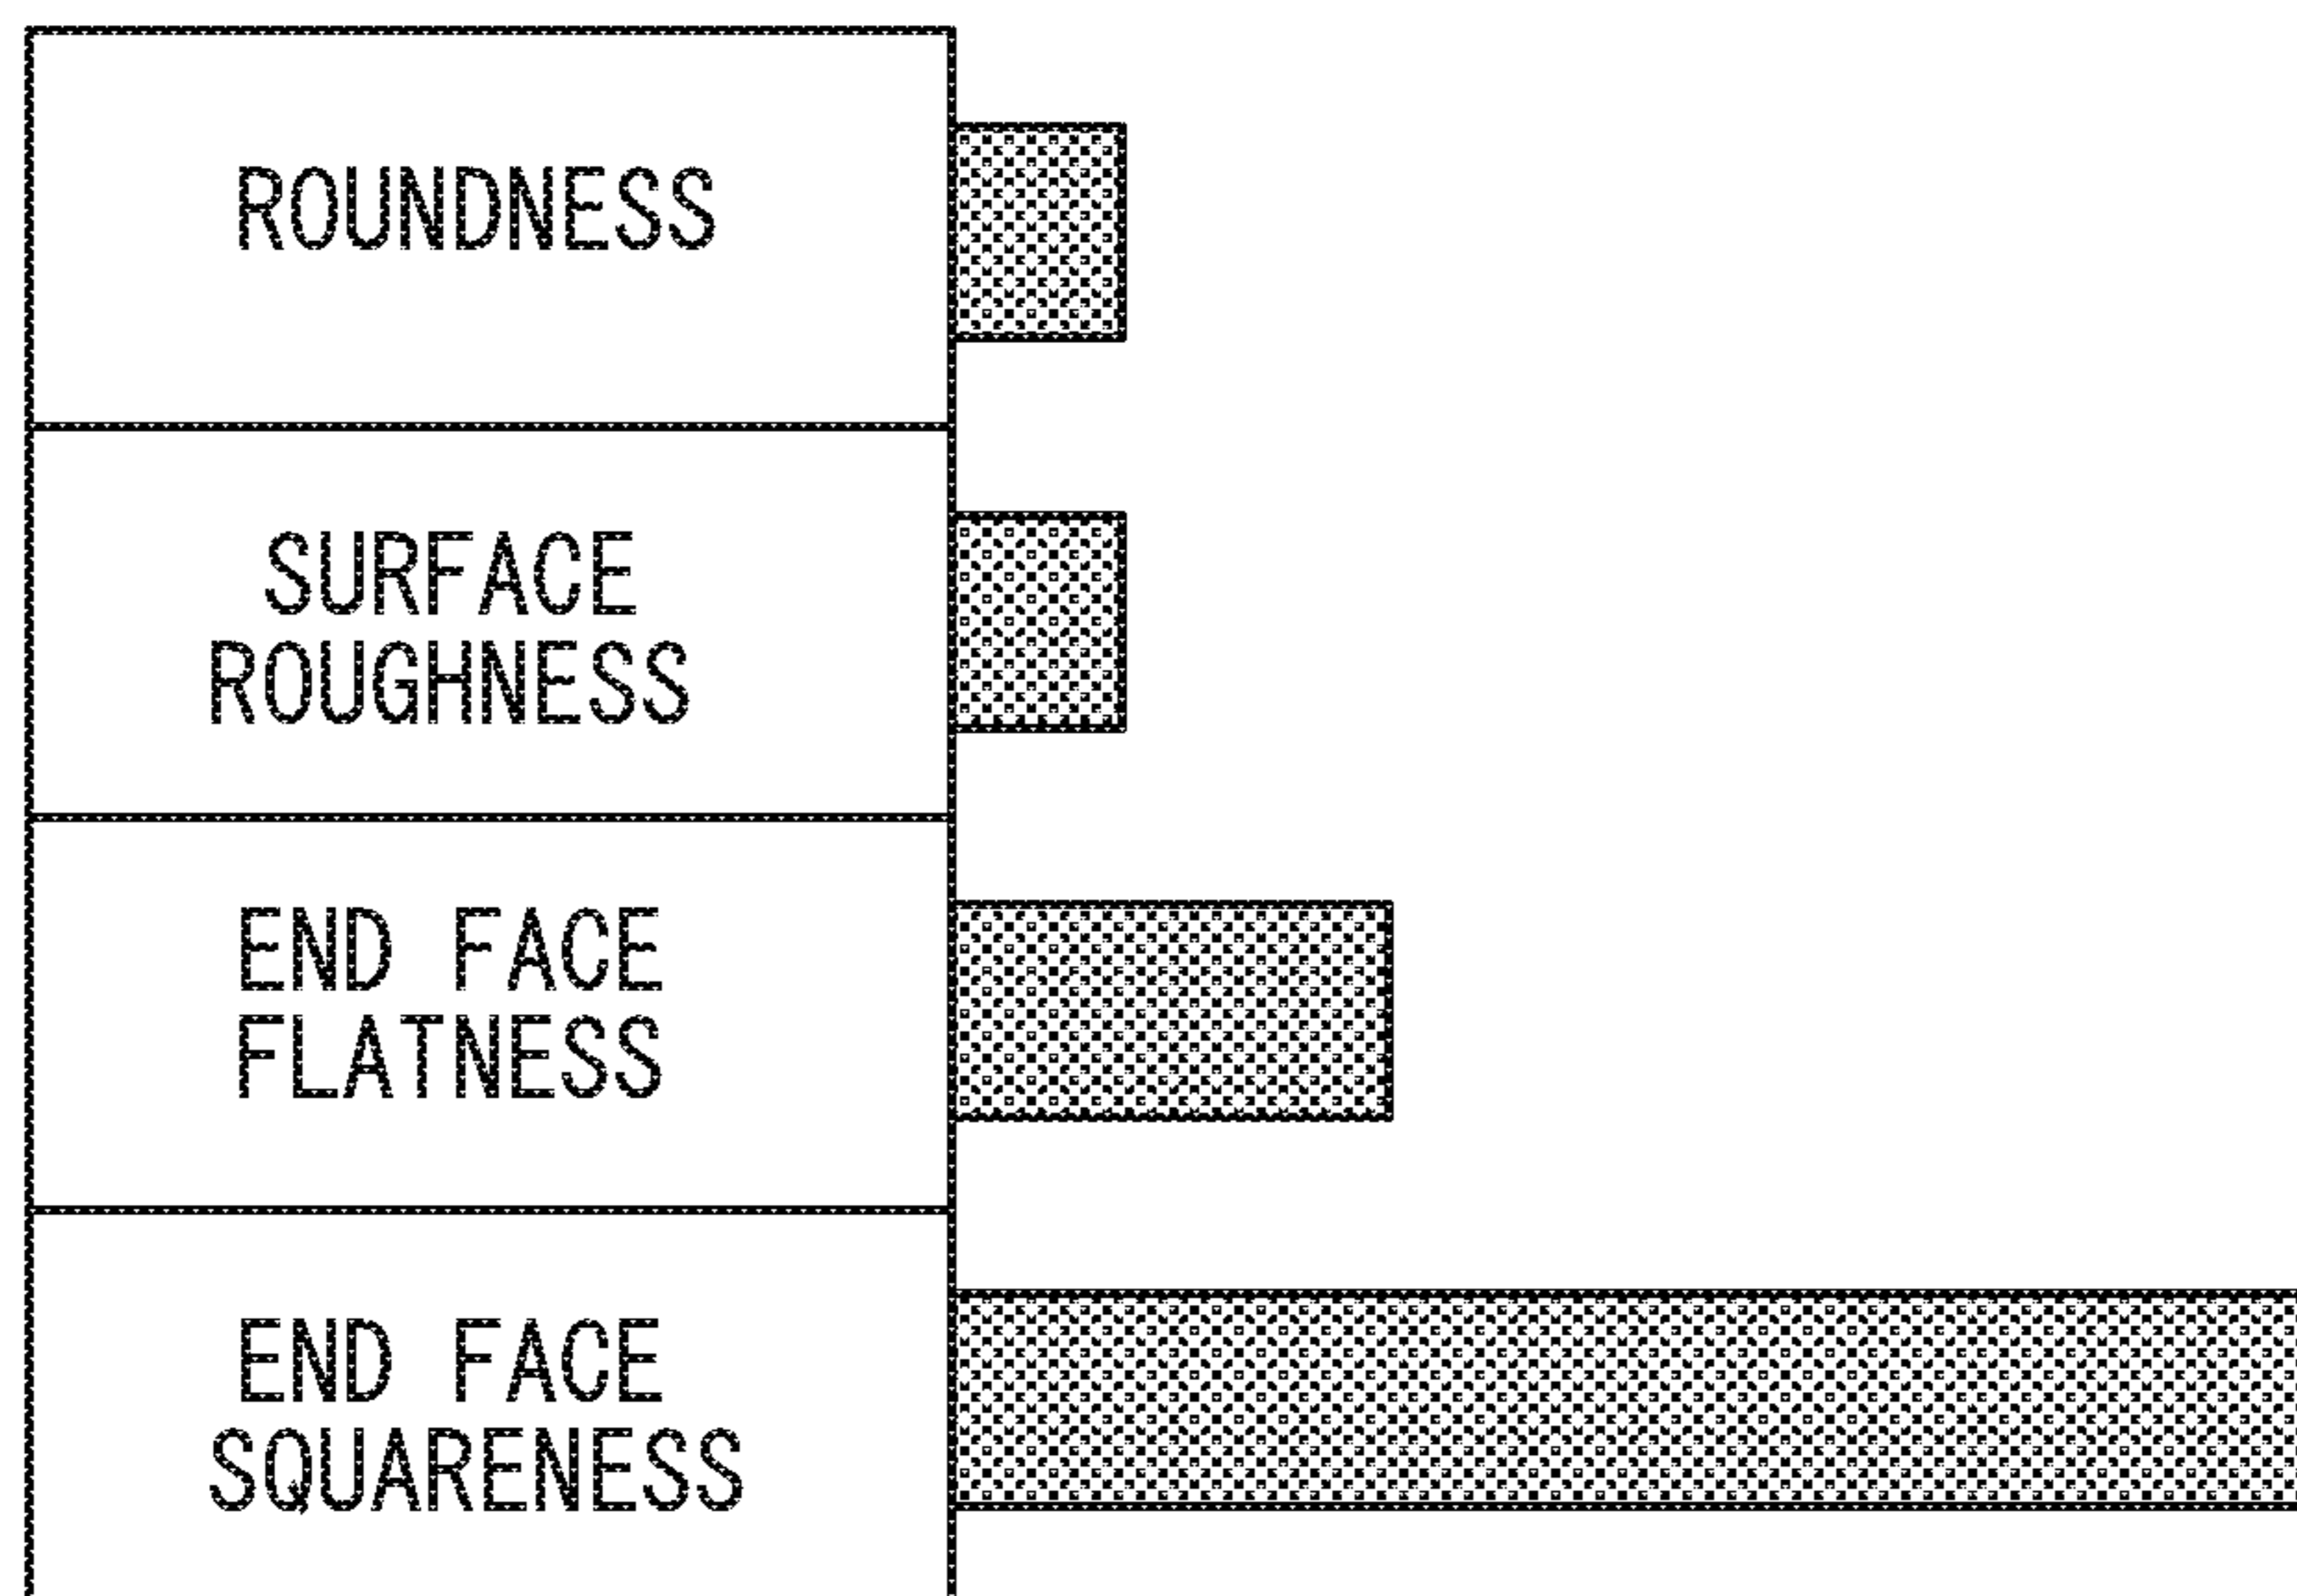 ROUNDNESS
SURFACE
ROUGHNESS
END FACE
FLATNESS
END FACE
SQUARENESS